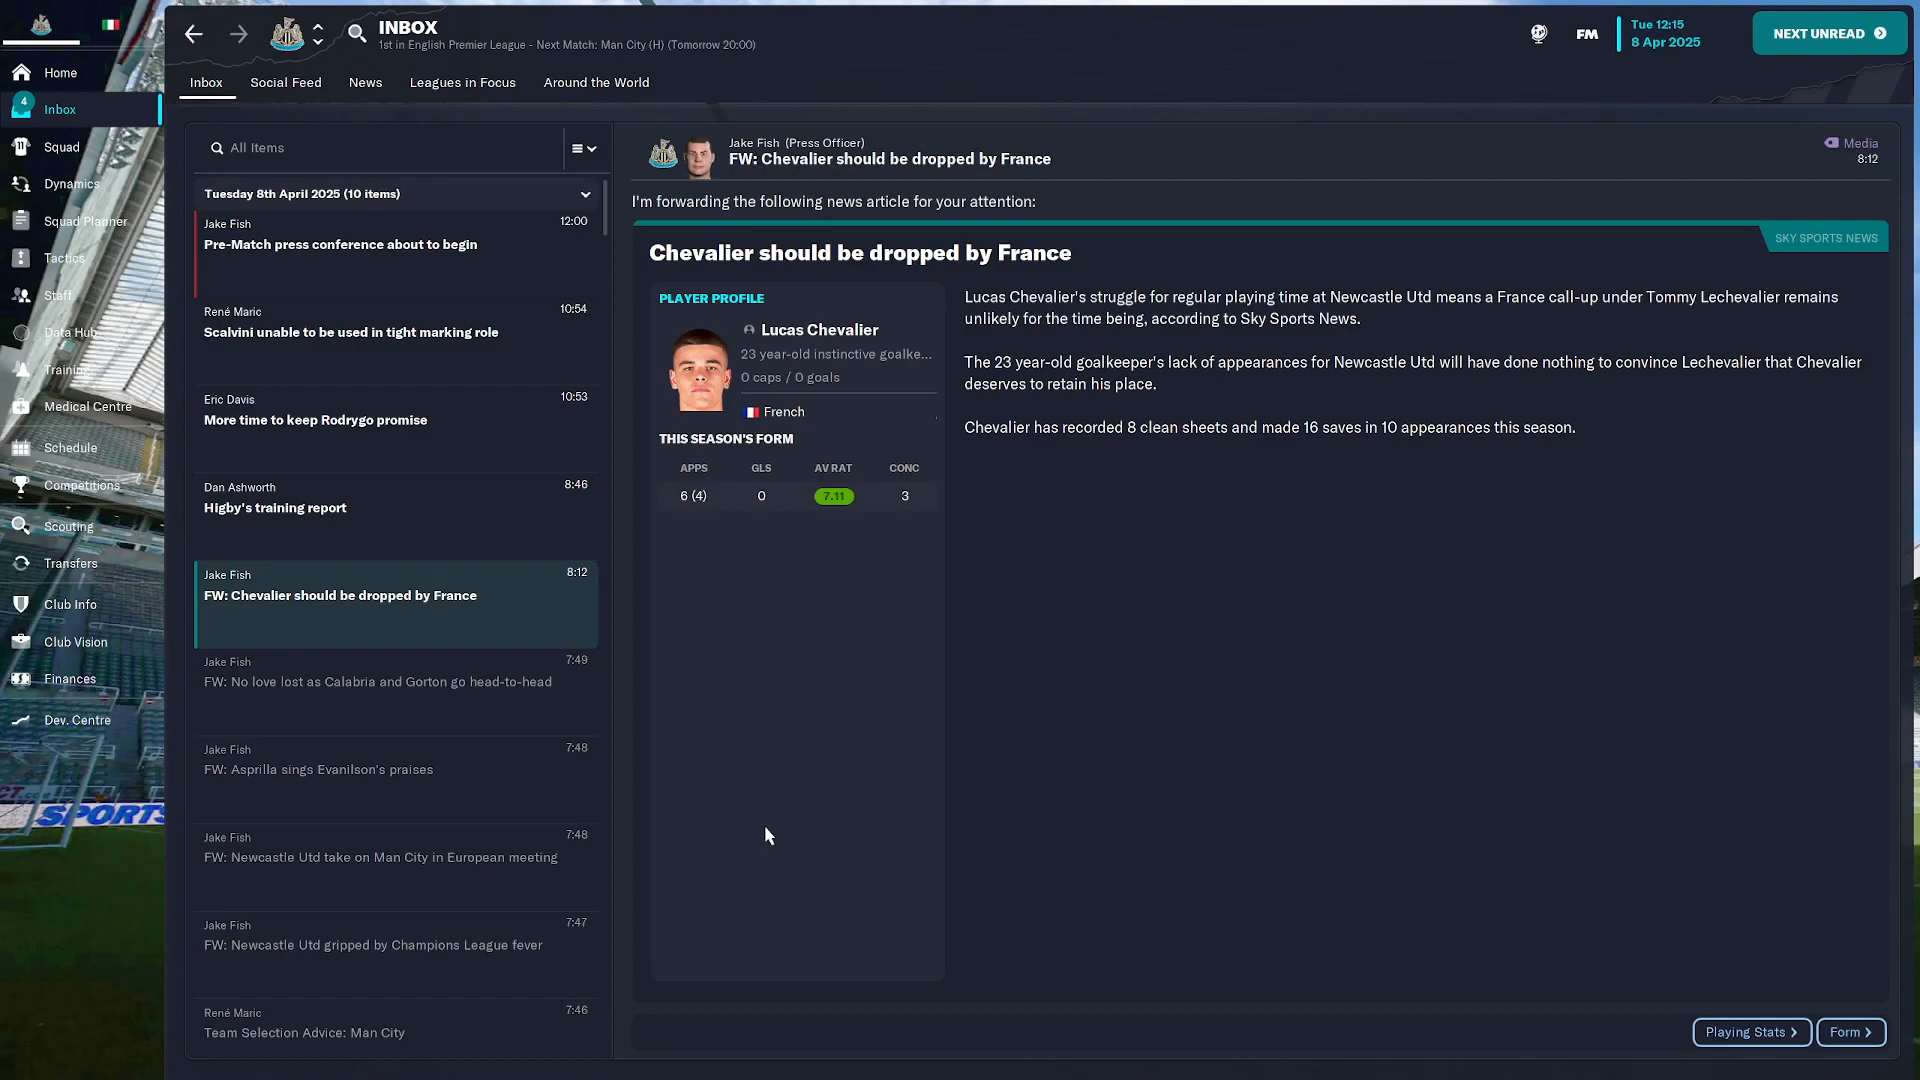 INBOX
1st in English Premier League - Next Match: Man City (H) (Tomorrow 20:00)
FM
Tue 12:15
8 Apr 2025
NEXT UNREAD
Home
4
Inbox
Squad
Dynamics
Squad Planner
Tactics
Staff
Data Hub
Training
Medical Centre
Schedule
Competitions
Scouting
Transfers
Club Info
Club Vision
Finances
Dev. Centre
SPORTS
Inbox
Social Feed
News
Leagues in Focus
Around the World
All Items
Tuesday 8th April 2025 (10 items)
Jake Fish 12:00
Pre-Match press conference about to begin
René Maric 10:54
Scalvini unable to be used in tight marking role
Eric Davis 10:53
More time to keep Rodrygo promise
Dan Ashworth 8:46
Higby's training report
Jake Fish 8:12
FW: Chevalier should be dropped by France
Jake Fish 7:49
FW: No love lost as Calabria and Gorton go head-to-head
Jake Fish 7:48
FW: Asprilla sings Evanilson's praises
Jake Fish 7:48
FW: Newcastle Utd take on Man City in European meeting
Jake Fish 7:47
FW: Newcastle Utd gripped by Champions League fever
René Maric 7:46
Team Selection Advice: Man City
Jake Fish (Press Officer)
FW: Chevalier should be dropped by France
Media
8:12
I'm forwarding the following news article for your attention:
SKY SPORTS NEWS
Chevalier should be dropped by France
PLAYER PROFILE
Lucas Chevalier
23 year-old instinctive goalke...
0 caps / 0 goals
French
THIS SEASON'S FORM
APPS GLS AV RAT CONC
6 (4) 0 7.11 3
Lucas Chevalier's struggle for regular playing time at Newcastle Utd means a France call-up under Tommy Lechevalier remains
unlikely for the time being, according to Sky Sports News.
The 23 year-old goalkeeper's lack of appearances for Newcastle Utd will have done nothing to convince Lechevalier that Chevalier
deserves to retain his place.
Chevalier has recorded 8 clean sheets and made 16 saves in 10 appearances this season.
Playing Stats
Form